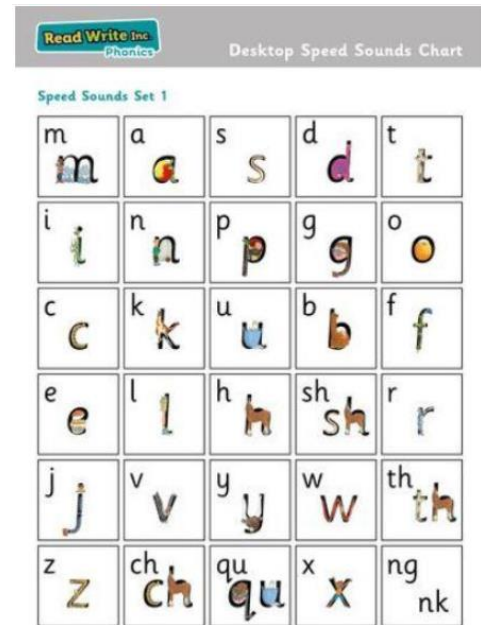 Read Write Inc.
Phonics
Desktop Speed Sounds Chart
Speed Sounds Set 1
m a s d t
m a s d t
i n p g o
i n p g o
c k u b f
c k u b f
e l h sh r
e l h sh r
j v y w th
j v y w th
z ch qu x ng
z ch qu x nk